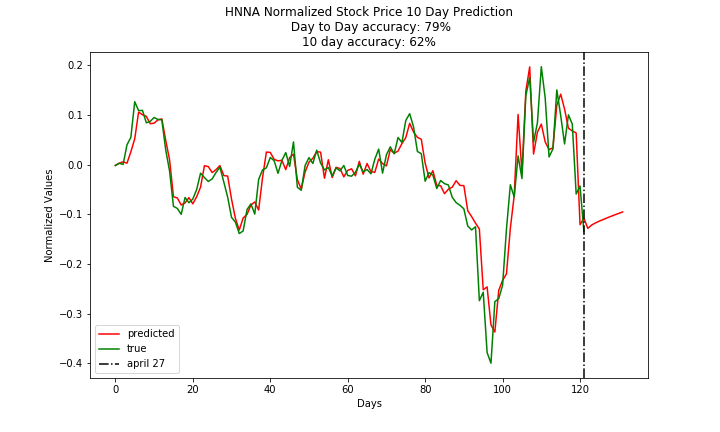 HNNA Normalized Stock Price 10 Day Prediction
Day to Day accuracy: 79%
10 day accuracy: 62%
0.2
0.1
0.0
−0.1
−0.2
−0.3
−0.4
Normalized Values
predicted
true
april 27
0 20 40 60 80 100 120
Days